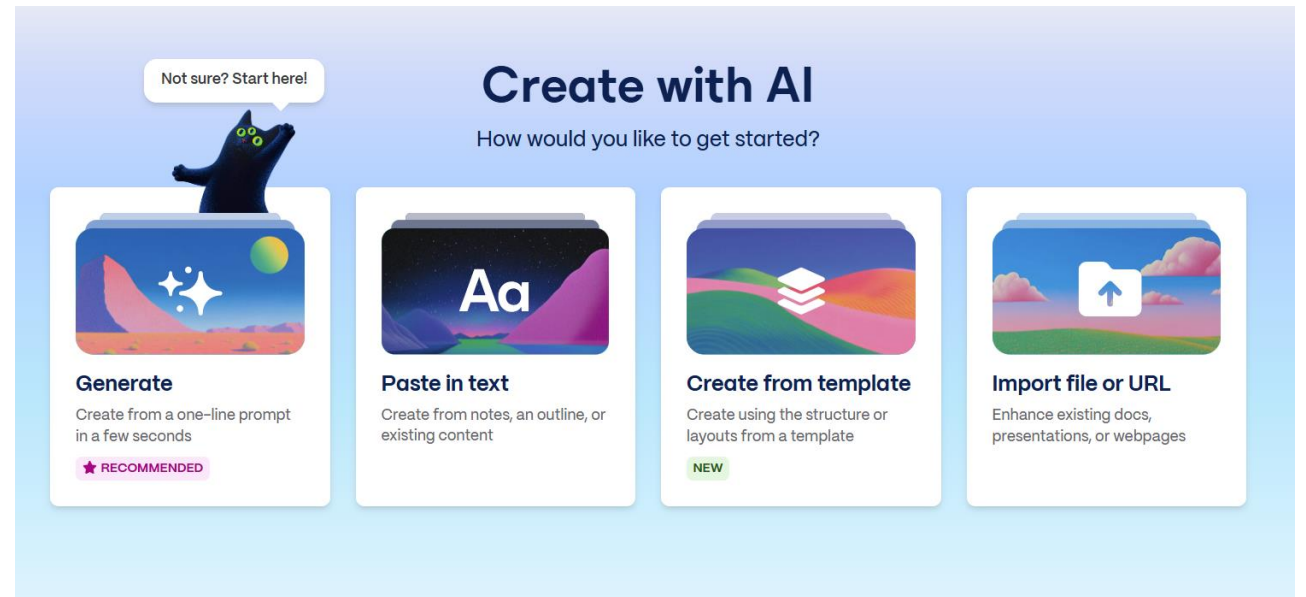 Not sure? Start here!
Create with AI
How would you like to get started?
Aa
Generate
Create from a one-line prompt
in a few seconds
RECOMMENDED
Paste in text
Create from notes, an outline, or
existing content
Create from template
Create using the structure or
layouts from a template
NEW
Import file or URL
Enhance existing docs,
presentations, or webpages